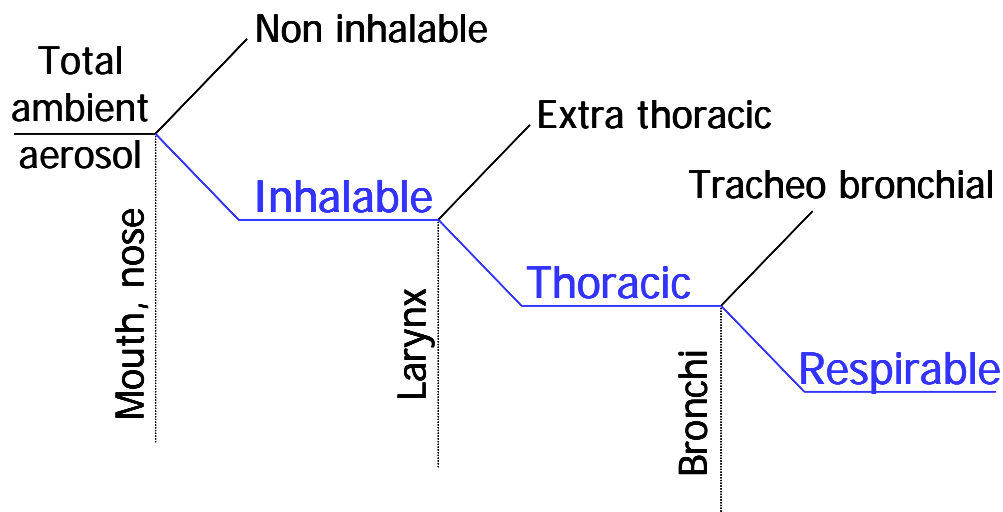 Non inhalable
Total
ambient
aerosol
Extra thoracic
Inhalable
Tracheo bronchial
Mouth, nose
Thoracic
Larynx
Respirable
Bronchi